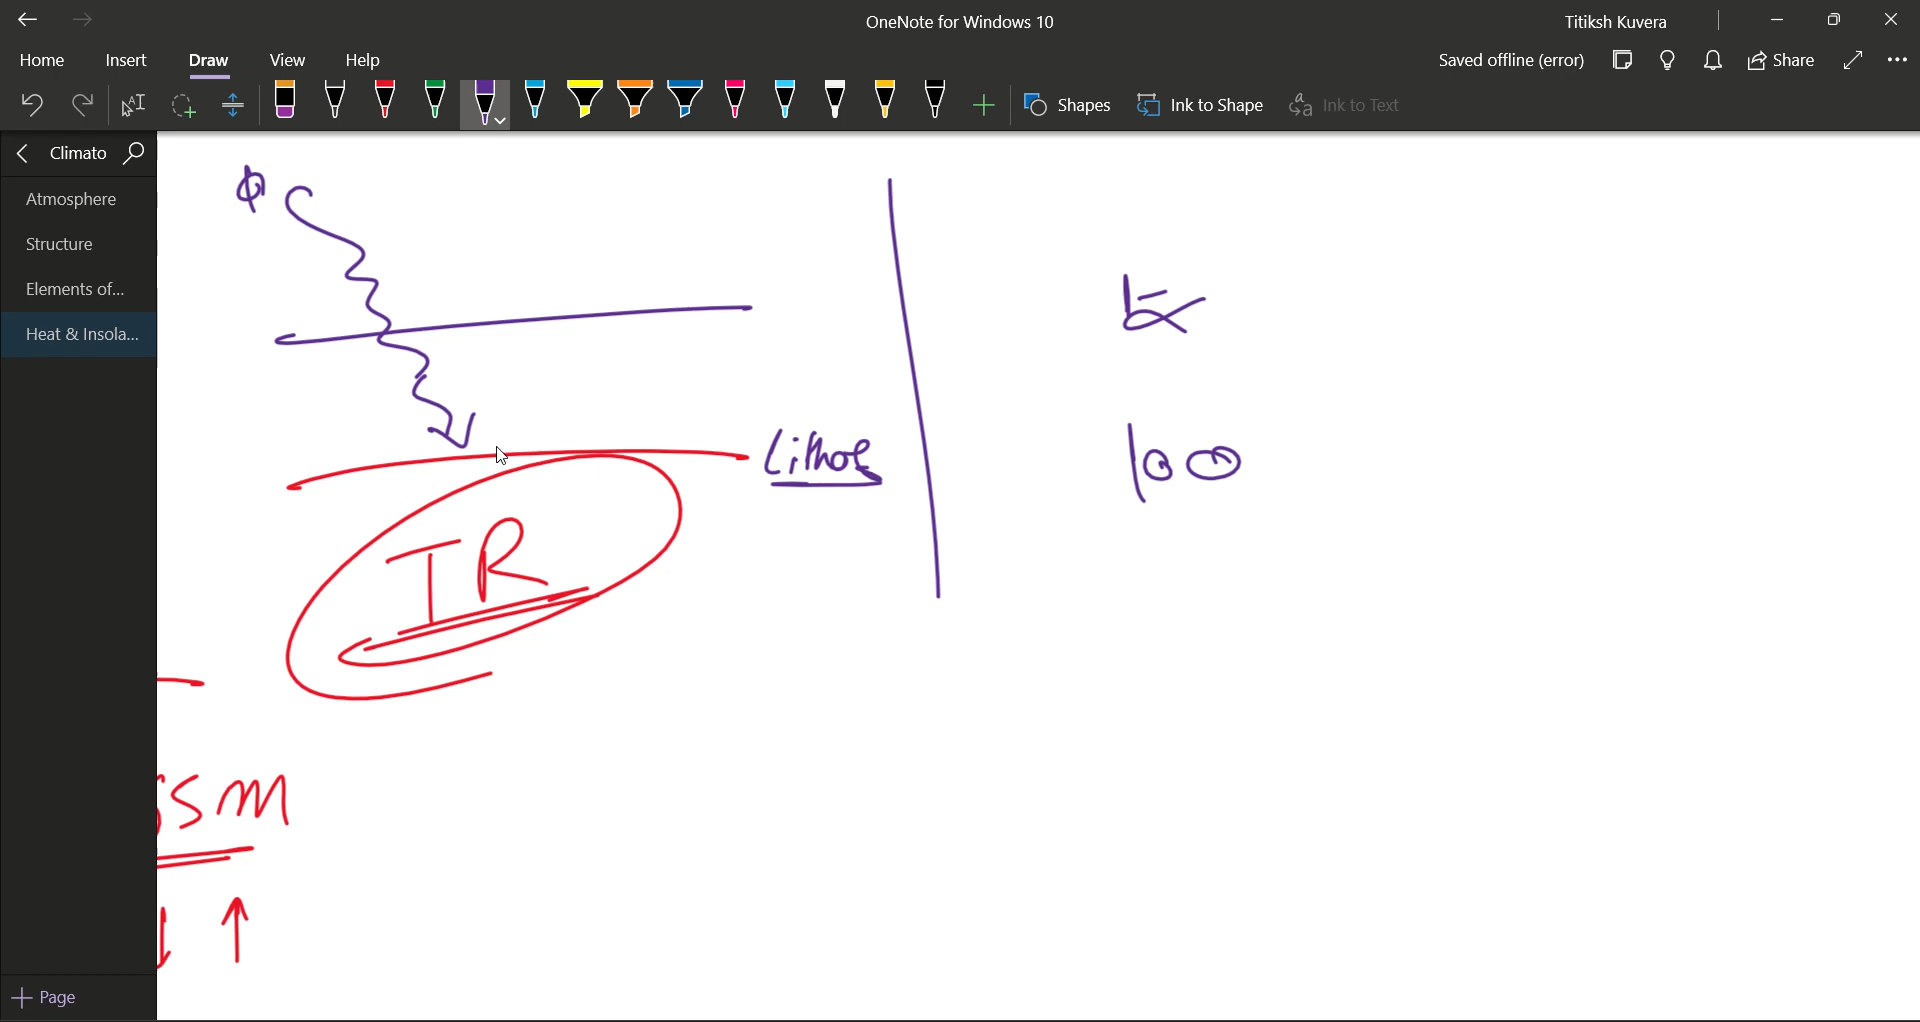 OneNote for Windows 10
Titiksh Kuvera
Home Insert Draw View Help
Saved offline (error) Share
Shapes Ink to Shape Ink to Text
Climato
Atmosphere
Structure
Elements of...
Heat & Insola...
Lithos
100
IR
SM
Page